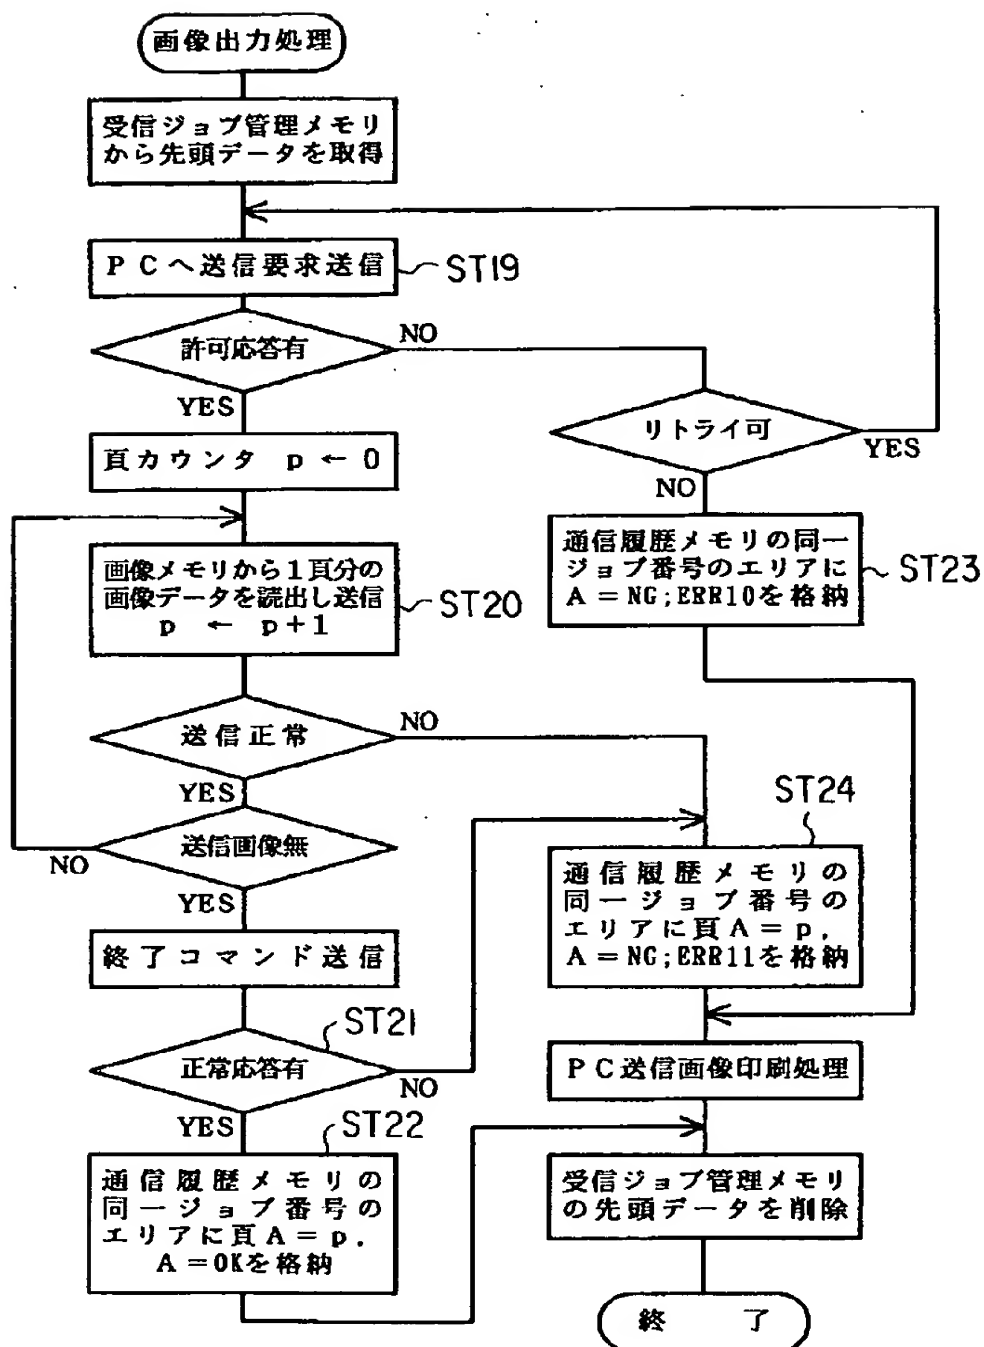 画像出力処理
受信ジョブ管理メモリ
から先頭データを取得
PCへ送信要求送信
ST19
許可応答有
NO
YES
リトライ可
YES
NO
頁カウンタ p ← 0
画像メモリから1頁分の
画像データを読出し送信
p ← p+1
ST20
通信履歴メモリの同一
ジョブ番号のエリアに
A=NG;ERR10を格納
ST23
送信正常
NO
YES
送信画像無
NO
YES
ST24
通信履歴メモリの
同一ジョブ番号の
エリアに頁A=p,
A=NG;ERR11を格納
終了コマンド送信
ST21
正常応答有
NO
YES
PC送信画像印刷処理
ST22
通信履歴メモリの
同一ジョブ番号の
エリアに頁A=p.
A=OKを格納
受信ジョブ管理メモリ
の先頭データを削除
終 了